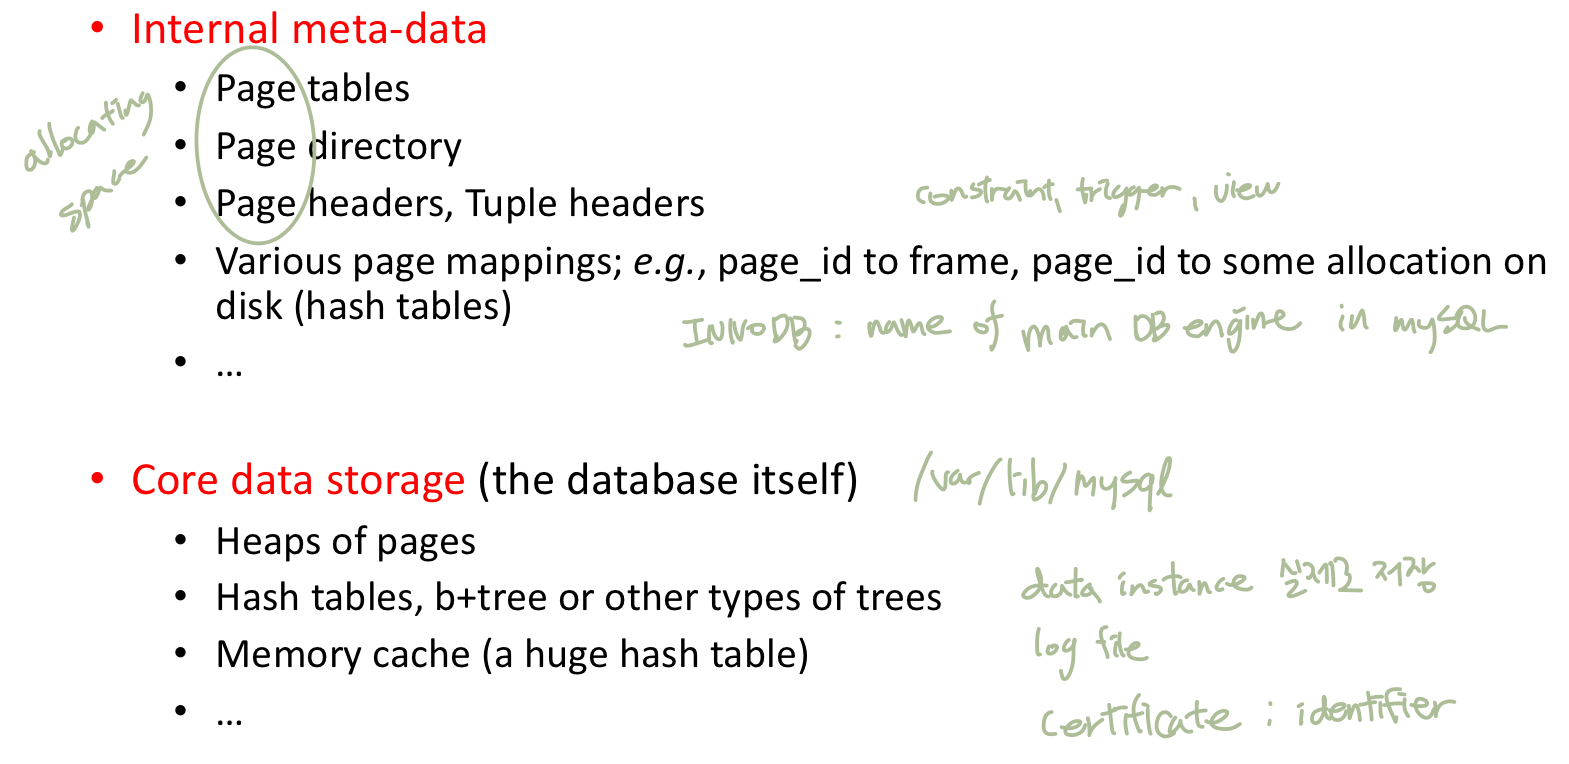 • Internal meta-data
• Page tables
allocating
• Page directory
space
• Page headers, Tuple headers
constraint, trigger, view
• Various page mappings; e.g., page_id to frame, page_id to some allocation on
disk (hash tables)
INNODB : name of main DB engine in mySQL
• ...
• Core data storage (the database itself)
/var/lib/mysql
• Heaps of pages
• Hash tables, b+tree or other types of trees
data instance 실제로 저장
• Memory cache (a huge hash table)
log file
• ...
certificate : identifier